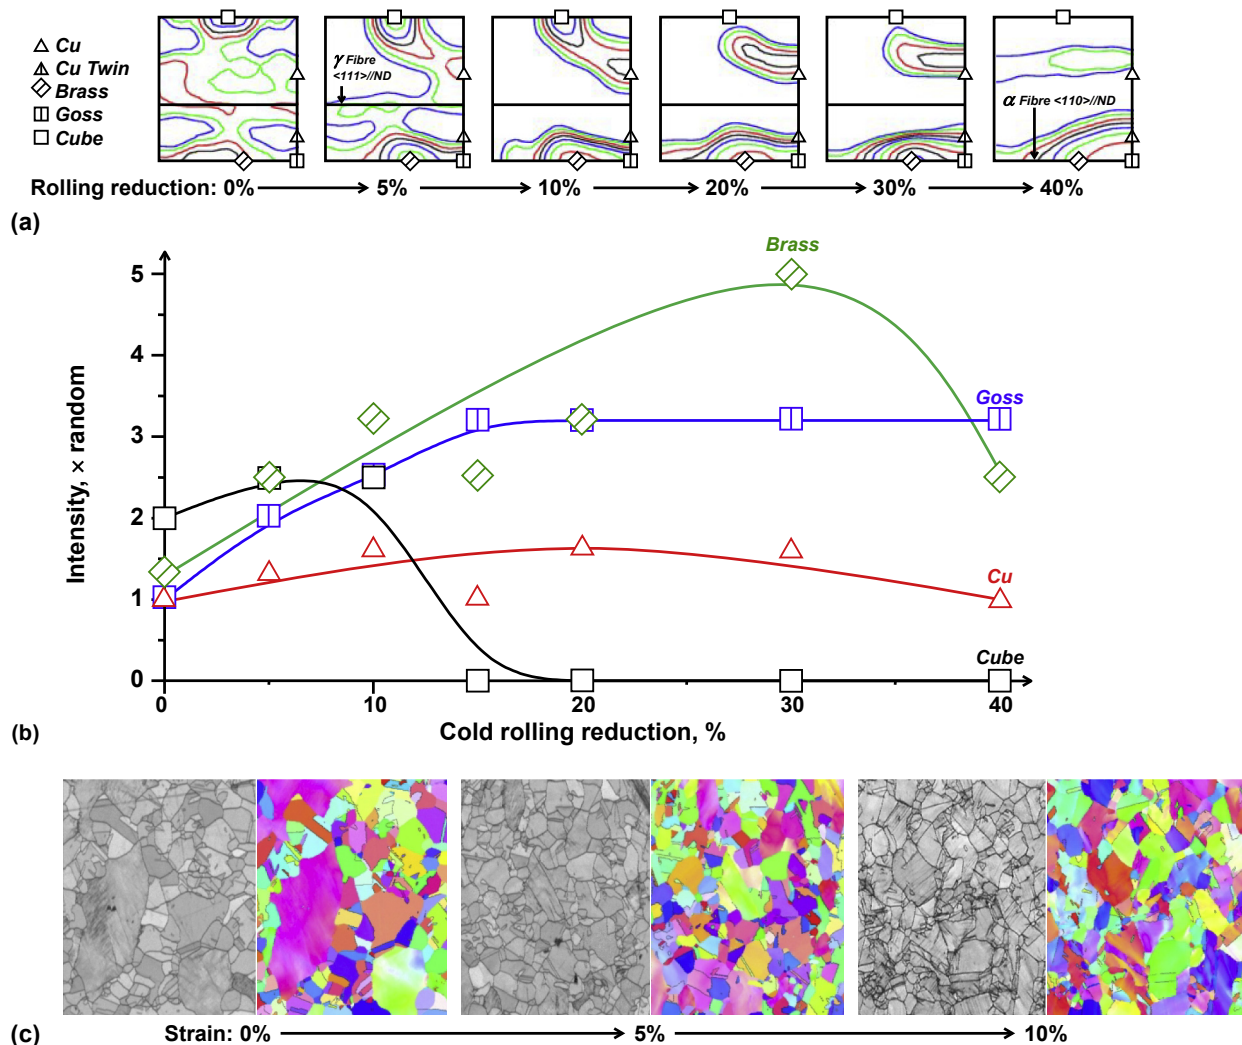 Cu
Cu Twin
Brass
Goss
Cube
γ Fibre
<111>//ND
α Fibre <110>//ND
Rolling reduction: 0% 5% 10% 20% 30% 40%
(a)
Brass
Goss
Cu
Cube
Intensity, × random
5
4
3
2
1
0
0 10 20 30 40
Cold rolling reduction, %
(b)
(c)
Strain: 0% 5% 10%